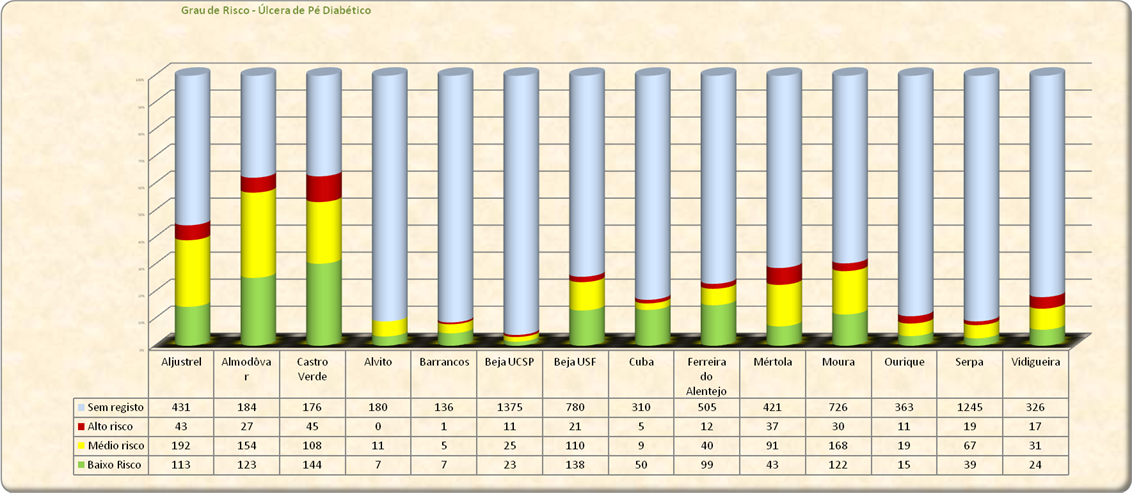 Grau de Risco - Úlcera de Pé Diabético
Aljustrel Almodôva Castro Alvito Barrancos Beja UCSP Beja USF Cuba Ferreira Mértola Moura Ourique Serpa Vidigueira
r Verde do
Alentejo
Sem registo 431 184 176 180 136 1375 780 310 505 421 726 363 1245 326
Alto risco 43 27 45 0 1 11 21 5 12 37 30 11 19 17
Médio risco 192 154 108 11 5 25 110 9 40 91 168 19 67 31
Baixo Risco 113 123 144 7 7 23 138 50 99 43 122 15 39 24